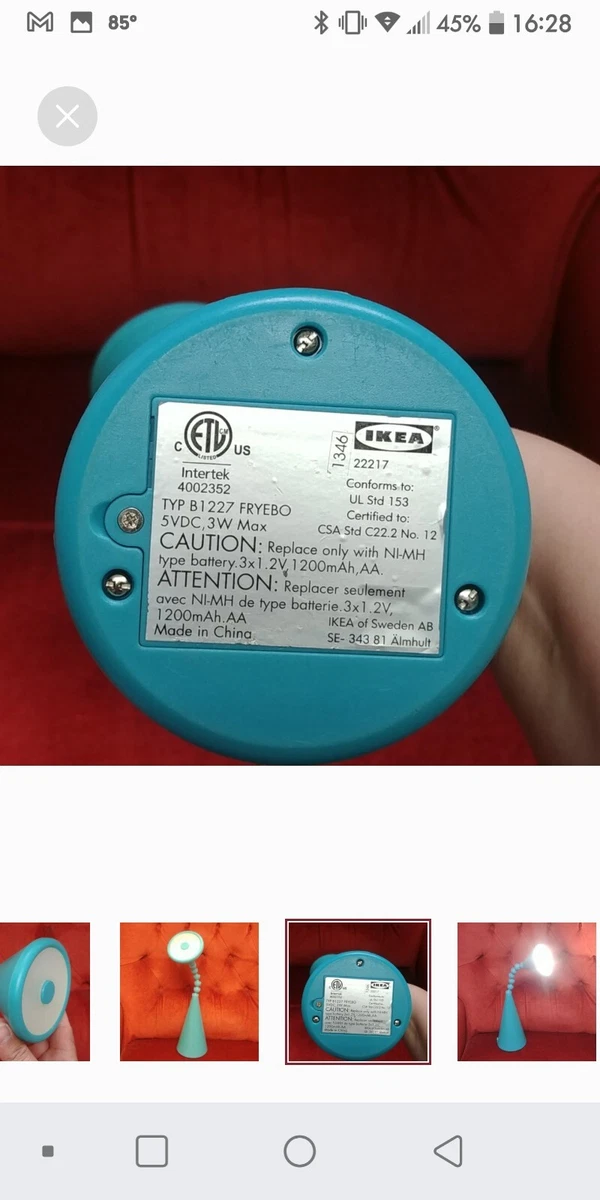 85°
45%
16:28
C ETL CM US
LISTED
Intertek
4002352
1346
IKEA®
22217
Conforms to:
UL Std 153
Certified to:
CSA Std C22.2 No. 12
TYP B1227 FRYEBO
5VDC,3W Max
CAUTION: Replace only with NI-MH
type battery.3x1.2V,1200mAh,AA.
ATTENTION: Replacer seulement
avec NI-MH de type batterie.3x1.2V,
1200mAh.AA
Made in China
IKEA of Sweden AB
SE- 343 81 Älmhult